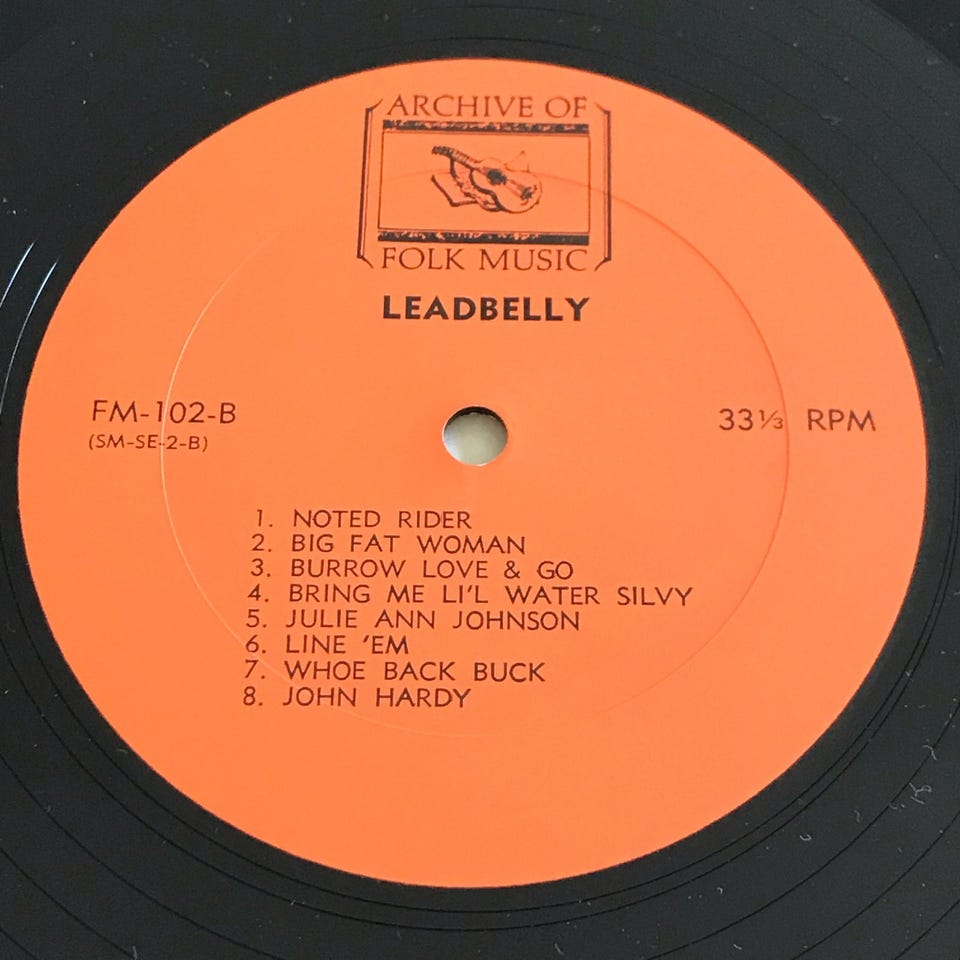 ARCHIVE OF
FOLK MUSIC
LEADBELLY
FM-102-B
(SM-SE-2-B)
33⅓ RPM
1. NOTED RIDER
2. BIG FAT WOMAN
3. BURROW LOVE & GO
4. BRING ME LI'L WATER SILVY
5. JULIE ANN JOHNSON
6. LINE 'EM
7. WHOE BACK BUCK
8. JOHN HARDY